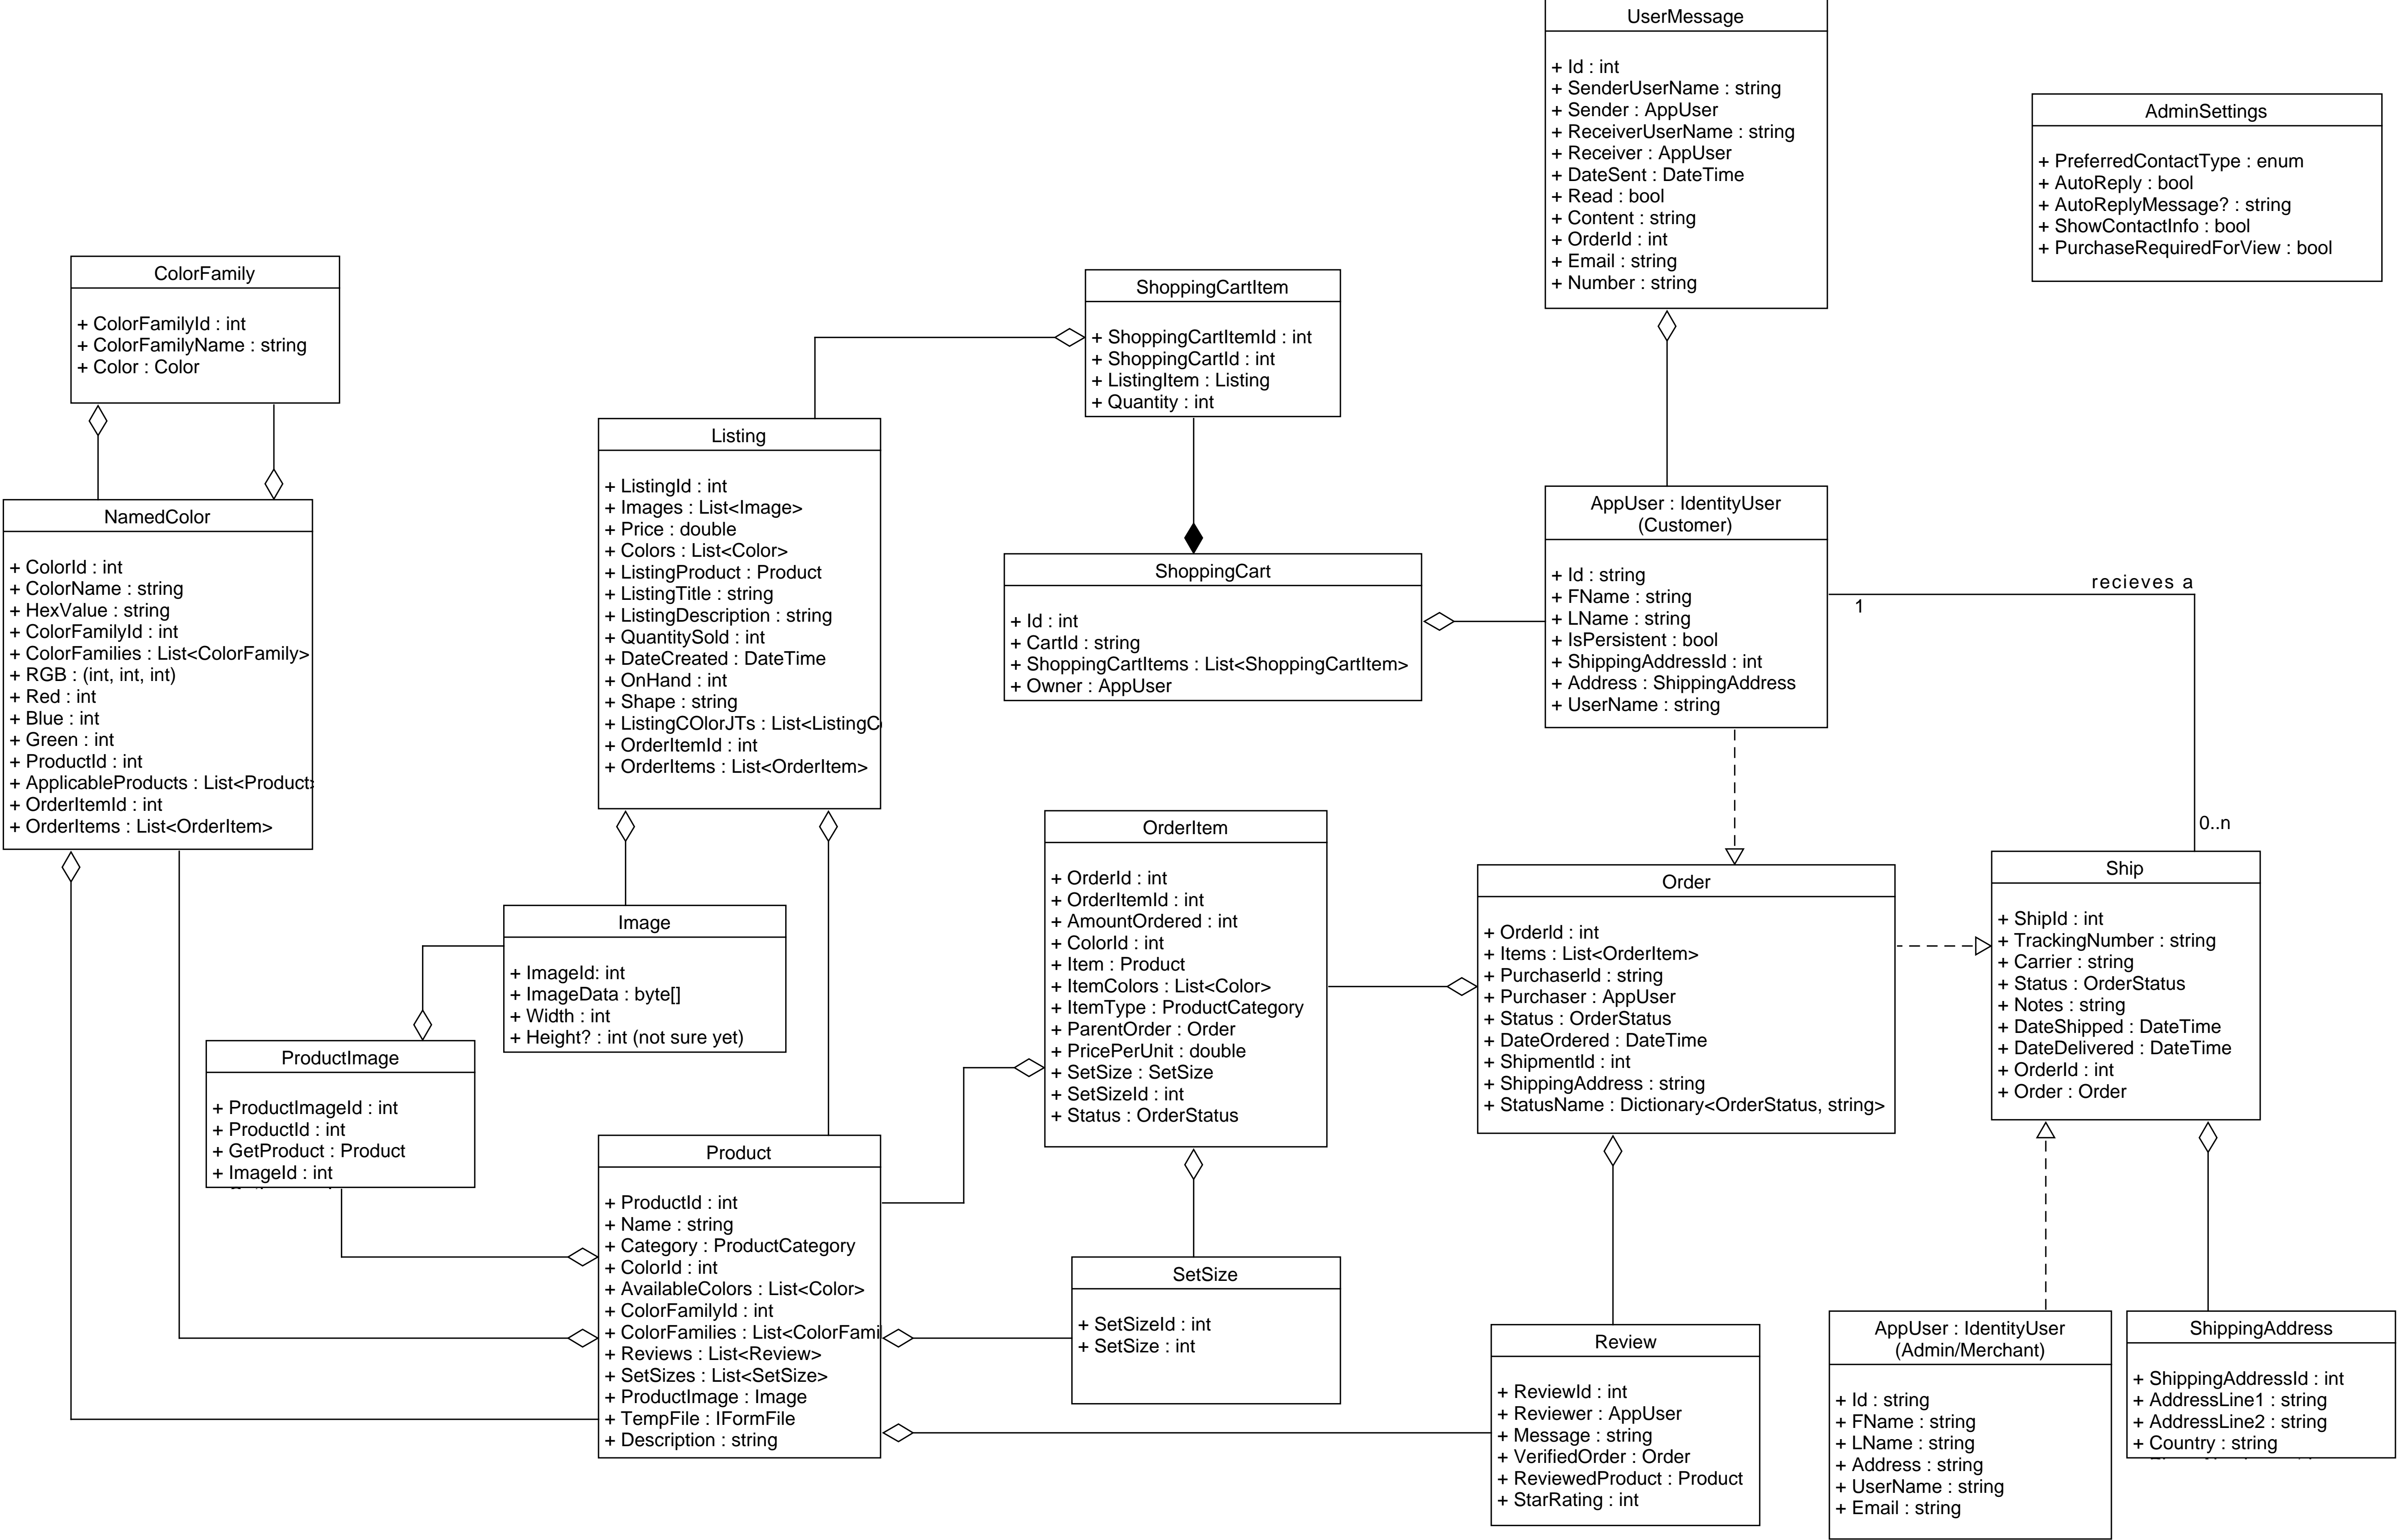 UserMessage
+ Id : int
+ SenderUserName : string
+ Sender : AppUser
+ ReceiverUserName : string
+ Receiver : AppUser
+ DateSent : DateTime
+ Read : bool
+ Content : string
+ OrderId : int
+ Email : string
+ Number : string
AdminSettings
+ PreferredContactType : enum
+ AutoReply : bool
+ AutoReplyMessage? : string
+ ShowContactInfo : bool
+ PurchaseRequiredForView : bool
ColorFamily
+ ColorFamilyId : int
+ ColorFamilyName : string
+ Color : Color
ShoppingCartItem
+ ShoppingCartItemId : int
+ ShoppingCartId : int
+ ListingItem : Listing
+ Quantity : int
Listing
+ ListingId : int
+ Images : List<Image>
+ Price : double
+ Colors : List<Color>
+ ListingProduct : Product
+ ListingTitle : string
+ ListingDescription : string
+ QuantitySold : int
+ DateCreated : DateTime
+ OnHand : int
+ Shape : string
+ ListingCOlorJTs : List<ListingC
+ OrderItemId : int
+ OrderItems : List<OrderItem>
NamedColor
+ ColorId : int
+ ColorName : string
+ HexValue : string
+ ColorFamilyId : int
+ ColorFamilies : List<ColorFamily>
+ RGB : (int, int, int)
+ Red : int
+ Blue : int
+ Green : int
+ ProductId : int
+ ApplicableProducts : List<Product
+ OrderItemId : int
+ OrderItems : List<OrderItem>
ShoppingCart
+ Id : int
+ CartId : string
+ ShoppingCartItems : List<ShoppingCartItem>
+ Owner : AppUser
AppUser : IdentityUser
(Customer)
+ Id : string
+ FName : string
+ LName : string
+ IsPersistent : bool
+ ShippingAddressId : int
+ Address : ShippingAddress
+ UserName : string
recieves a
1
0..n
OrderItem
+ OrderId : int
+ OrderItemId : int
+ AmountOrdered : int
+ ColorId : int
+ Item : Product
+ ItemColors : List<Color>
+ ItemType : ProductCategory
+ ParentOrder : Order
+ PricePerUnit : double
+ SetSize : SetSize
+ SetSizeId : int
+ Status : OrderStatus
Order
+ OrderId : int
+ Items : List<OrderItem>
+ PurchaserId : string
+ Purchaser : AppUser
+ Status : OrderStatus
+ DateOrdered : DateTime
+ ShipmentId : int
+ ShippingAddress : string
+ StatusName : Dictionary<OrderStatus, string>
Ship
+ ShipId : int
+ TrackingNumber : string
+ Carrier : string
+ Status : OrderStatus
+ Notes : string
+ DateShipped : DateTime
+ DateDelivered : DateTime
+ OrderId : int
+ Order : Order
Image
+ ImageId: int
+ ImageData : byte[]
+ Width : int
+ Height? : int (not sure yet)
ProductImage
+ ProductImageId : int
+ ProductId : int
+ GetProduct : Product
+ ImageId : int
Product
+ ProductId : int
+ Name : string
+ Category : ProductCategory
+ ColorId : int
+ AvailableColors : List<Color>
+ ColorFamilyId : int
+ ColorFamilies : List<ColorFami
+ Reviews : List<Review>
+ SetSizes : List<SetSize>
+ ProductImage : Image
+ TempFile : IFormFile
+ Description : string
SetSize
+ SetSizeId : int
+ SetSize : int
Review
+ ReviewId : int
+ Reviewer : AppUser
+ Message : string
+ VerifiedOrder : Order
+ ReviewedProduct : Product
+ StarRating : int
AppUser : IdentityUser
(Admin/Merchant)
+ Id : string
+ FName : string
+ LName : string
+ Address : string
+ UserName : string
+ Email : string
ShippingAddress
+ ShippingAddressId : int
+ AddressLine1 : string
+ AddressLine2 : string
+ Country : string